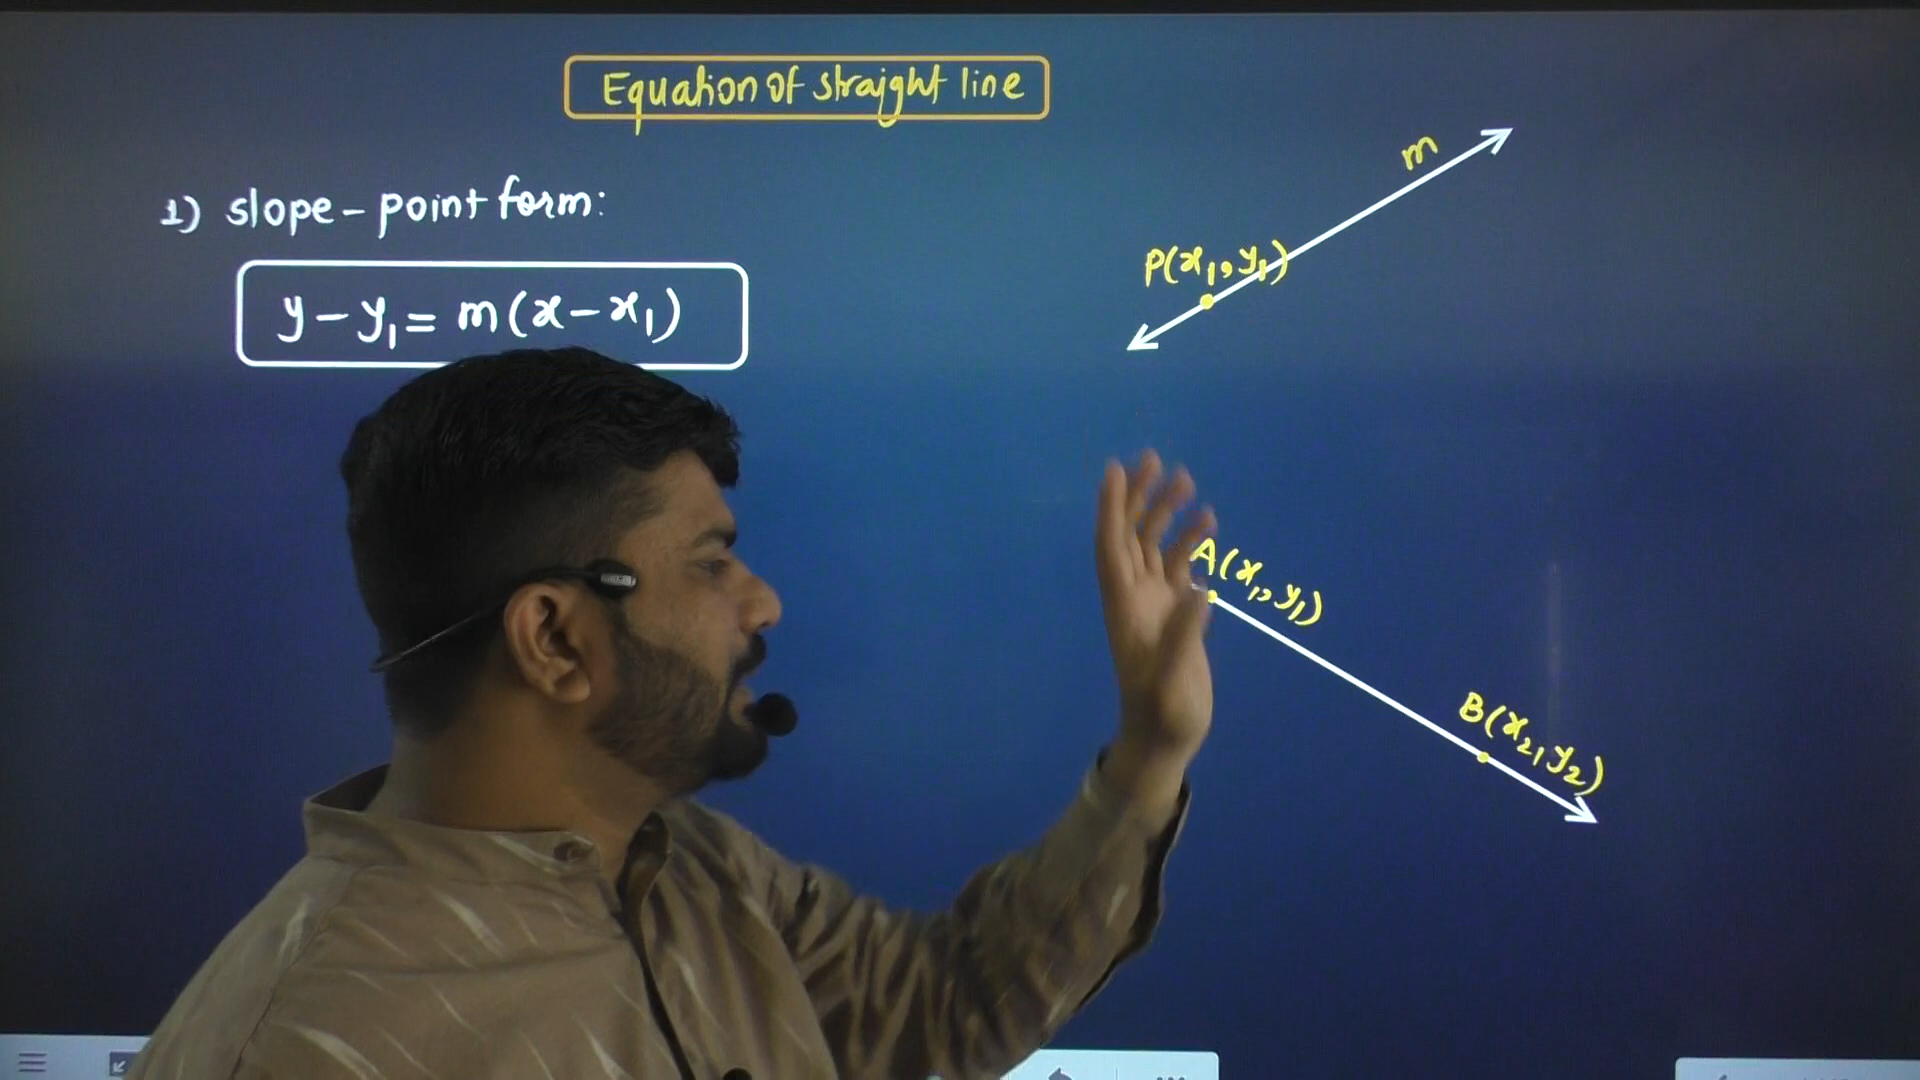 Equation of straight line
1) slope-point form:
y-y₁= m(x-x₁)
m
P(x₁,y₁)
A(x₁,y₁)
B(x₂,y₂)